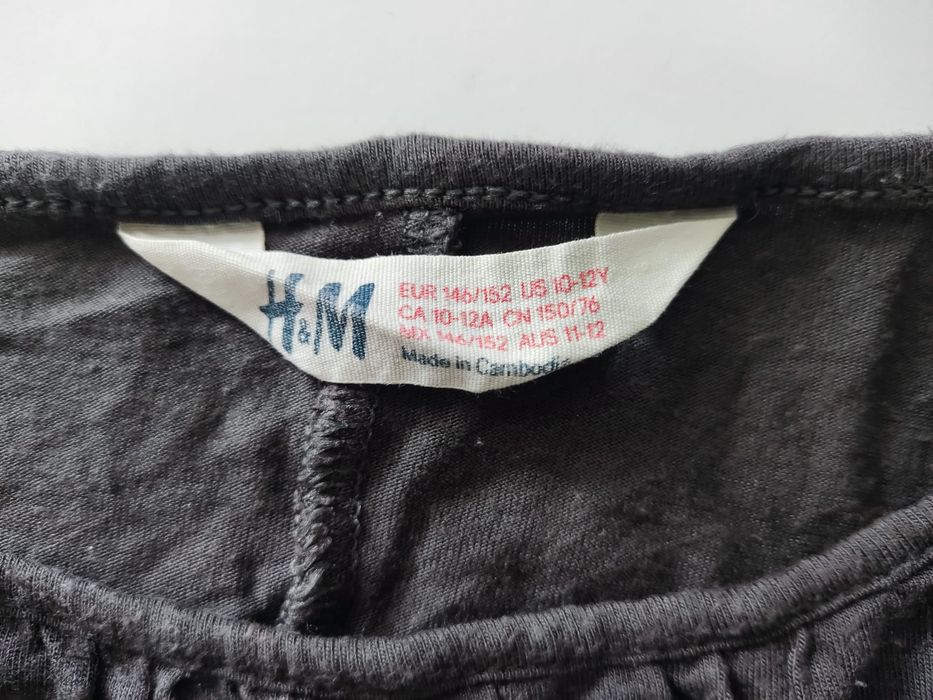 H&M
EUR 146/152 US 10-12Y
CA 10-12A CN 150/76
MX 146/152 AUS 11-12
Made in Cambodia